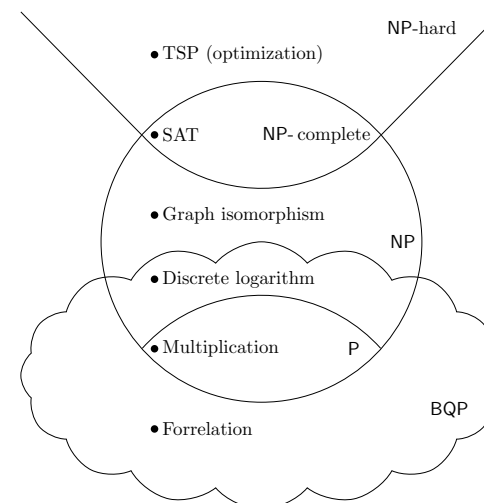 NP-hard
• TSP (optimization)
• SAT
NP- complete
• Graph isomorphism
NP
• Discrete logarithm
• Multiplication
P
BQP
• Forrelation